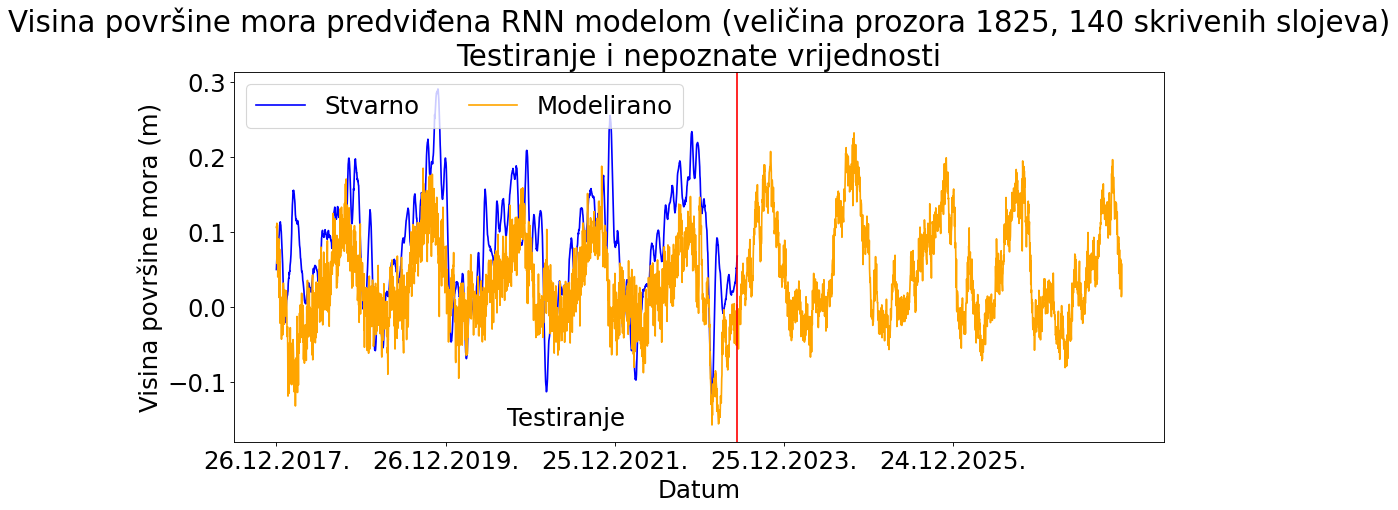 Visina površine mora predviđena RNN modelom (veličina prozora 1825, 140 skrivenih slojeva)
Testiranje i nepoznate vrijednosti
Stvarno
Modelirano
Visina površine mora (m)
0.3
0.2
0.1
0.0
−0.1
Testiranje
26.12.2017.
26.12.2019.
25.12.2021.
25.12.2023.
24.12.2025.
Datum